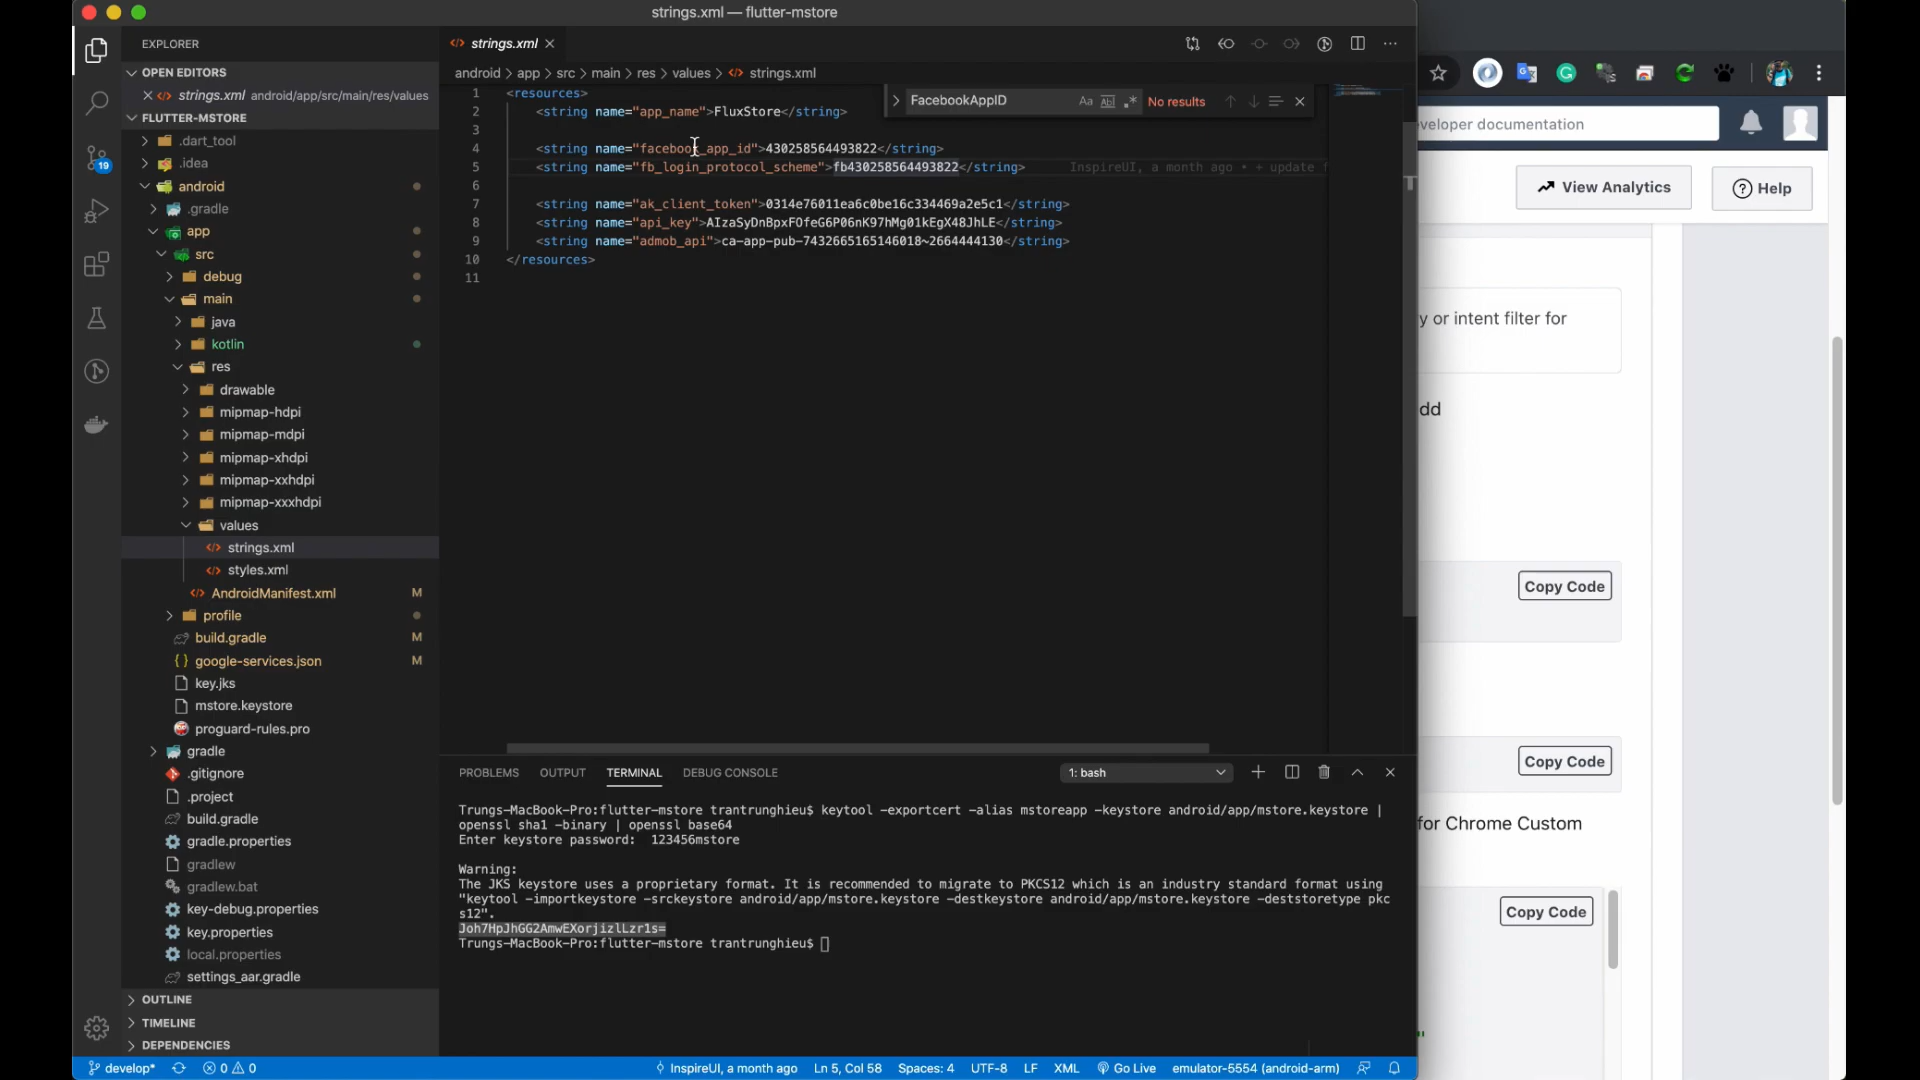 strings.xml — flutter-mstore
EXPLORER
OPEN EDITORS
strings.xml android/app/src/main/res/values
FLUTTER-MSTORE
.dart_tool
.idea
android
.gradle
app
src
debug
main
java
kotlin
res
drawable
mipmap-hdpi
mipmap-mdpi
mipmap-xhdpi
mipmap-xxhdpi
mipmap-xxxhdpi
values
strings.xml
styles.xml
AndroidManifest.xml M
profile
build.gradle M
google-services.json M
key.jks
mstore.keystore
proguard-rules.pro
gradle
.gitignore
.project
build.gradle
gradle.properties
gradlew
gradlew.bat
key-debug.properties
key.properties
local.properties
settings_aar.gradle
OUTLINE
TIMELINE
DEPENDENCIES
19
strings.xml
android > app > src > main > res > values > strings.xml
FacebookAppID Aa Abl .* No results
1 <resources>
2 <string name="app_name">FluxStore</string>
3
4 <string name="facebook_app_id">430258564493822</string>
5 <string name="fb_login_protocol_scheme">fb430258564493822</string> InspireUI, a month ago • + update f
6
7 <string name="ak_client_token">0314e76011ea6c0be16c334469a2e5c1</string>
8 <string name="api_key">AIzaSyDnBpxFOfeG6P06nK97hMg01kEgX48JhLE</string>
9 <string name="admob_api">ca-app-pub-7432665165146018~2664444130</string>
10 </resources>
11
PROBLEMS OUTPUT TERMINAL DEBUG CONSOLE 1: bash
Trungs-MacBook-Pro:flutter-mstore trantrunghieu$ keytool -exportcert -alias mstoreapp -keystore android/app/mstore.keystore |
openssl sha1 -binary | openssl base64
Enter keystore password: 123456mstore
Warning:
The JKS keystore uses a proprietary format. It is recommended to migrate to PKCS12 which is an industry standard format using
"keytool -importkeystore -srckeystore android/app/mstore.keystore -destkeystore android/app/mstore.keystore -deststoretype pkc
s12".
Joh7HpJhGG2AmwEXorjizlLzr1s=
Trungs-MacBook-Pro:flutter-mstore trantrunghieu$
develop* 0 0 InspireUI, a month ago Ln 5, Col 58 Spaces: 4 UTF-8 LF XML Go Live emulator-5554 (android-arm)
veloper documentation
View Analytics
Help
y or intent filter for
dd
Copy Code
Copy Code
for Chrome Custom
Copy Code